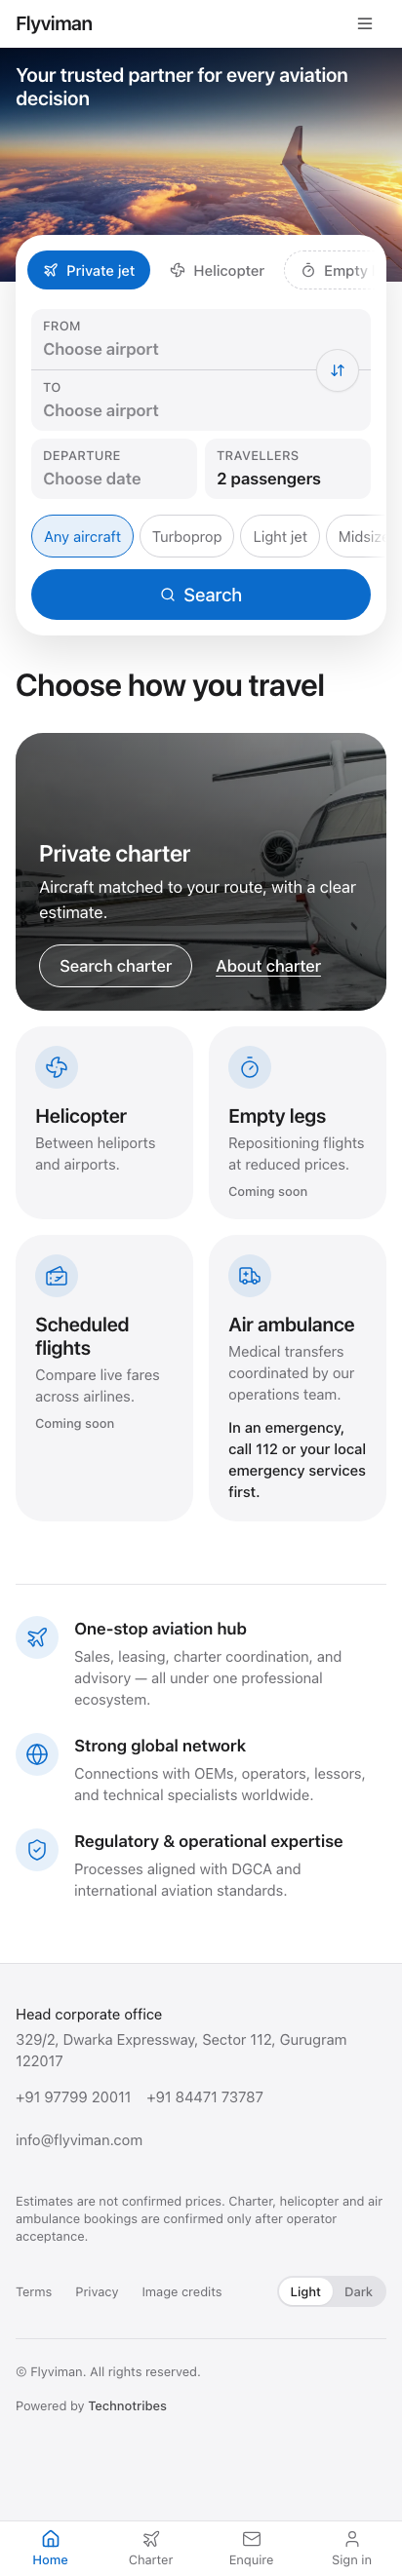 Flyviman
Your trusted partner for every aviation
decision
Private jet
Helicopter
Empty
FROM
Choose airport
TO
Choose airport
DEPARTURE
Choose date
TRAVELLERS
2 passengers
Any aircraft
Turboprop
Light jet
Midsize
Search
Choose how you travel
Private charter
Aircraft matched to your route, with a clear
estimate.
Search charter
About charter
Helicopter
Between heliports
and airports.
Empty legs
Repositioning flights
at reduced prices.
Coming soon
Scheduled
flights
Compare live fares
across airlines.
Coming soon
Air ambulance
Medical transfers
coordinated by our
operations team.
In an emergency,
call 112 or your local
emergency services
first.
One-stop aviation hub
Sales, leasing, charter coordination, and
advisory — all under one professional
ecosystem.
Strong global network
Connections with OEMs, operators, lessors,
and technical specialists worldwide.
Regulatory & operational expertise
Processes aligned with DGCA and
international aviation standards.
Head corporate office
329/2, Dwarka Expressway, Sector 112, Gurugram
122017
+91 97799 20011 +91 84471 73787
info@flyviman.com
Estimates are not confirmed prices. Charter, helicopter and air
ambulance bookings are confirmed only after operator
acceptance.
Terms Privacy Image credits
Light Dark
© Flyviman. All rights reserved.
Powered by Technotribes
Home Charter Enquire Sign in